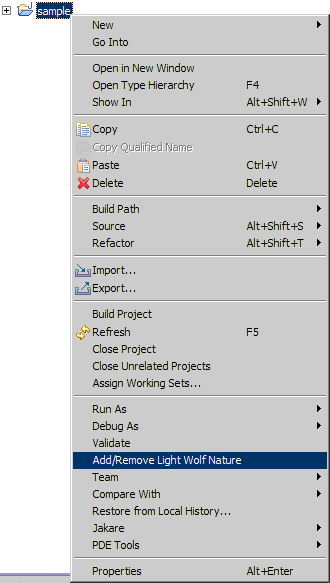 sample
New
Go Into
Open in New Window
Open Type Hierarchy F4
Show In Alt+Shift+W
Copy Ctrl+C
Copy Qualified Name
Paste Ctrl+V
Delete Delete
Build Path
Source Alt+Shift+S
Refactor Alt+Shift+T
Import...
Export...
Build Project
Refresh F5
Close Project
Close Unrelated Projects
Assign Working Sets...
Run As
Debug As
Validate
Add/Remove Light Wolf Nature
Team
Compare With
Restore from Local History...
Jakare
PDE Tools
Properties Alt+Enter